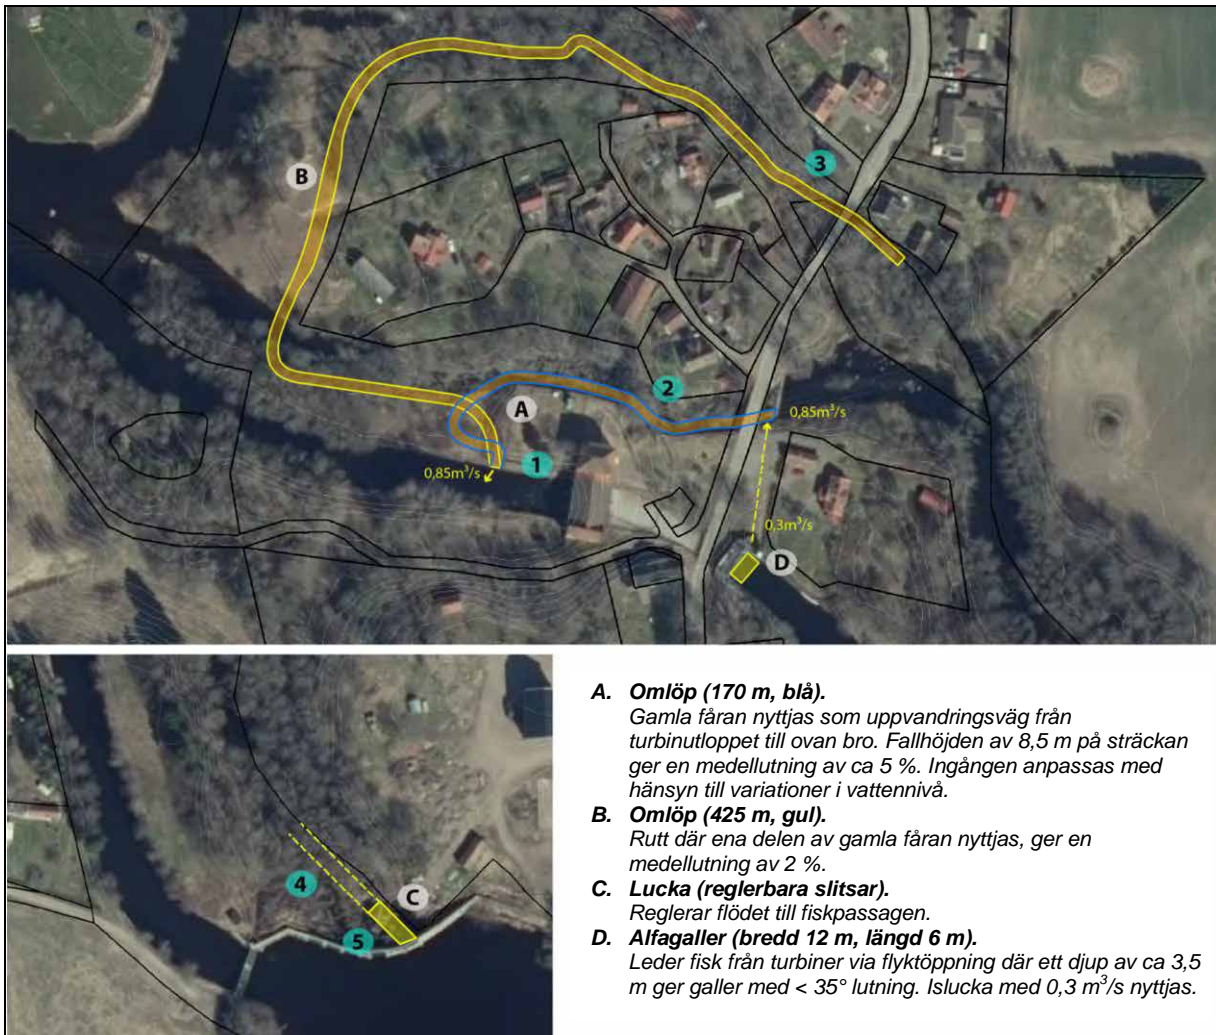 B
3
2
A
0,85m³/s
1
0,85m³/s
0,3m³/s
D
4
C
5
A. Omlöp (170 m, blå).
Gamla fåran nyttjas som uppvandringsväg från
turbinutloppet till ovan bro. Fallhöjden av 8,5 m på sträckan
ger en medellutning av ca 5 %. Ingången anpassas med
hänsyn till variationer i vattennivå.
B. Omlöp (425 m, gul).
Rutt där ena delen av gamla fåran nyttjas, ger en
medellutning av 2 %.
C. Lucka (reglerbara slitsar).
Reglerar flödet till fiskpassagen.
D. Alfagaller (bredd 12 m, längd 6 m).
Leder fisk från turbiner via flyktöppning där ett djup av ca 3,5
m ger galler med < 35° lutning. Islucka med 0,3 m³/s nyttjas.